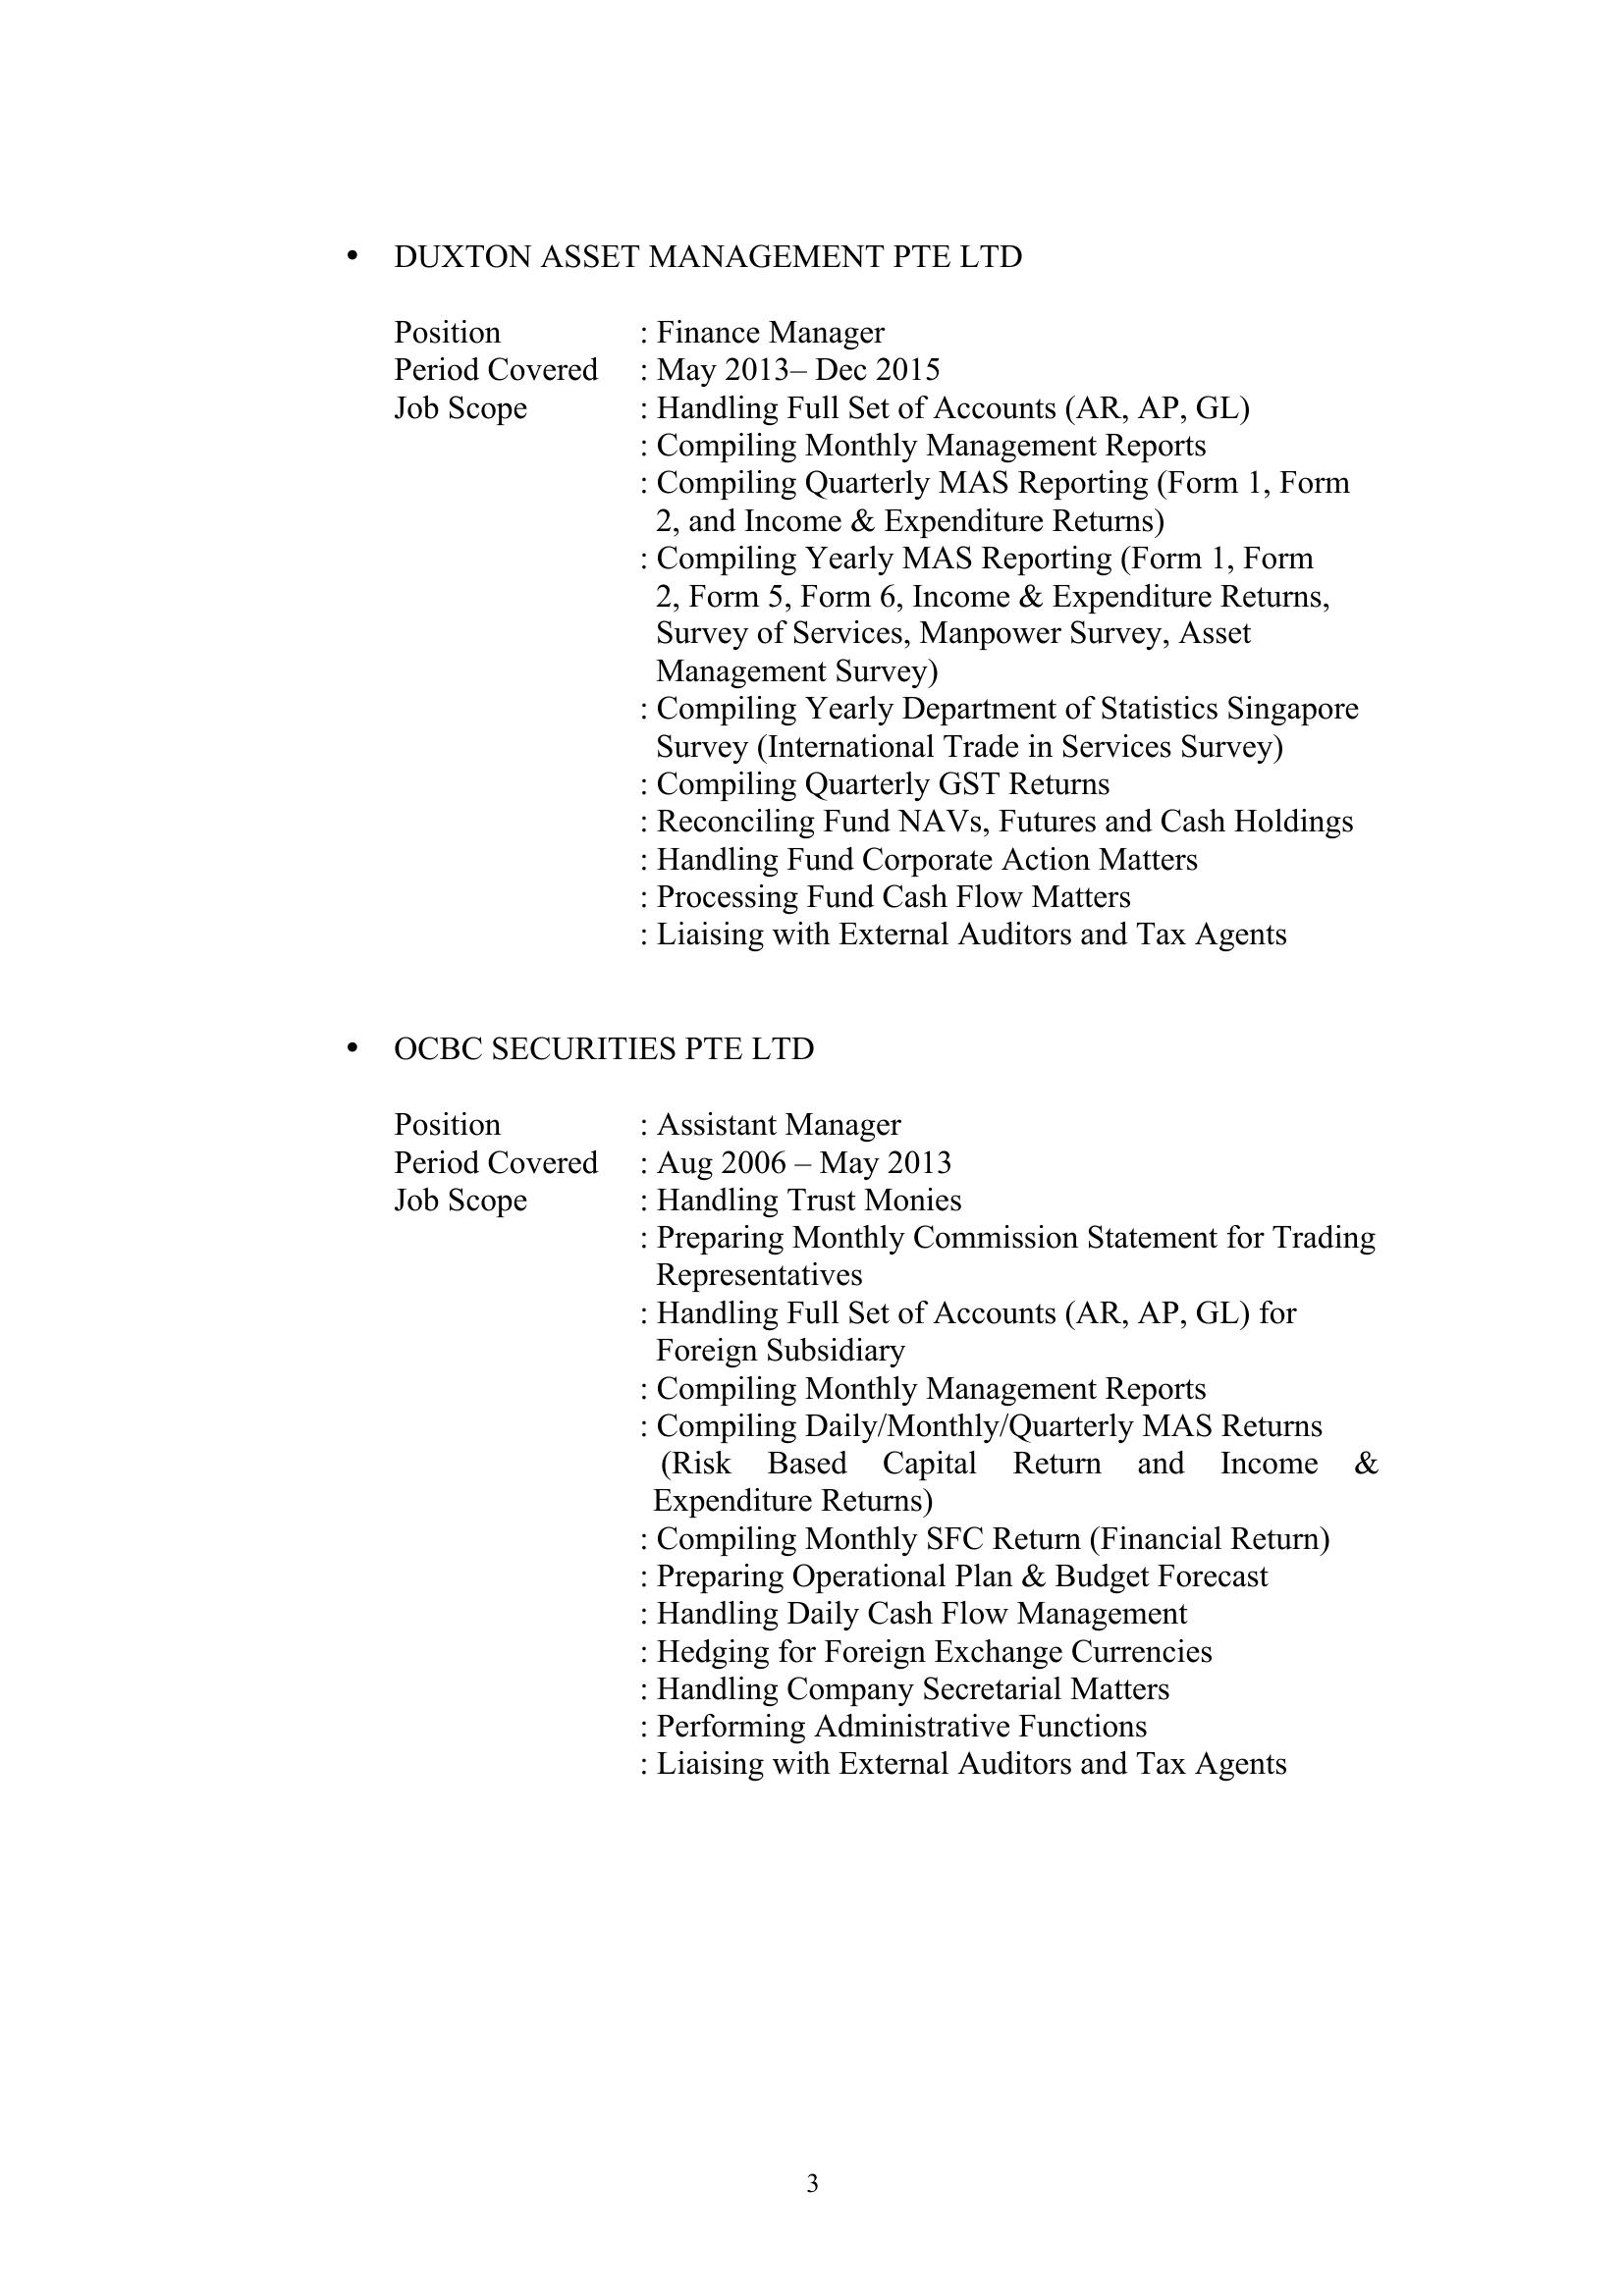 • DUXTON ASSET MANAGEMENT PTE LTD
Position : Finance Manager
Period Covered : May 2013– Dec 2015
Job Scope : Handling Full Set of Accounts (AR, AP, GL)
: Compiling Monthly Management Reports
: Compiling Quarterly MAS Reporting (Form 1, Form
2, and Income & Expenditure Returns)
: Compiling Yearly MAS Reporting (Form 1, Form
2, Form 5, Form 6, Income & Expenditure Returns,
Survey of Services, Manpower Survey, Asset
Management Survey)
: Compiling Yearly Department of Statistics Singapore
Survey (International Trade in Services Survey)
: Compiling Quarterly GST Returns
: Reconciling Fund NAVs, Futures and Cash Holdings
: Handling Fund Corporate Action Matters
: Processing Fund Cash Flow Matters
: Liaising with External Auditors and Tax Agents
• OCBC SECURITIES PTE LTD
Position : Assistant Manager
Period Covered : Aug 2006 – May 2013
Job Scope : Handling Trust Monies
: Preparing Monthly Commission Statement for Trading
Representatives
: Handling Full Set of Accounts (AR, AP, GL) for
Foreign Subsidiary
: Compiling Monthly Management Reports
: Compiling Daily/Monthly/Quarterly MAS Returns
(Risk Based Capital Return and Income &
Expenditure Returns)
: Compiling Monthly SFC Return (Financial Return)
: Preparing Operational Plan & Budget Forecast
: Handling Daily Cash Flow Management
: Hedging for Foreign Exchange Currencies
: Handling Company Secretarial Matters
: Performing Administrative Functions
: Liaising with External Auditors and Tax Agents
3